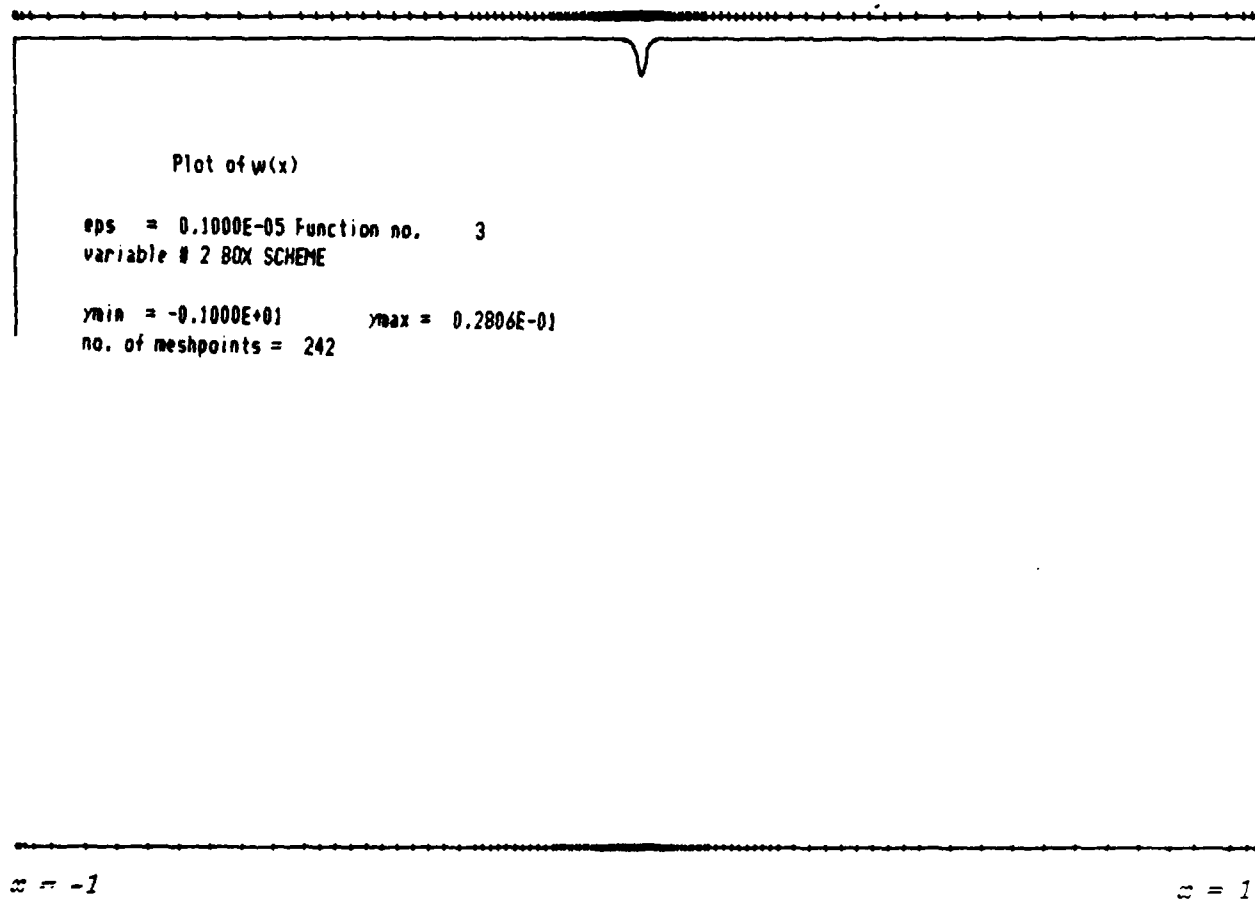 Plot of w(x)
eps = 0.1000E-05 Function no. 3
variable # 2 BOX SCHEME
ymin = -0.1000E+01 ymax = 0.2806E-01
no. of meshpoints = 242
x = -1 x = 1